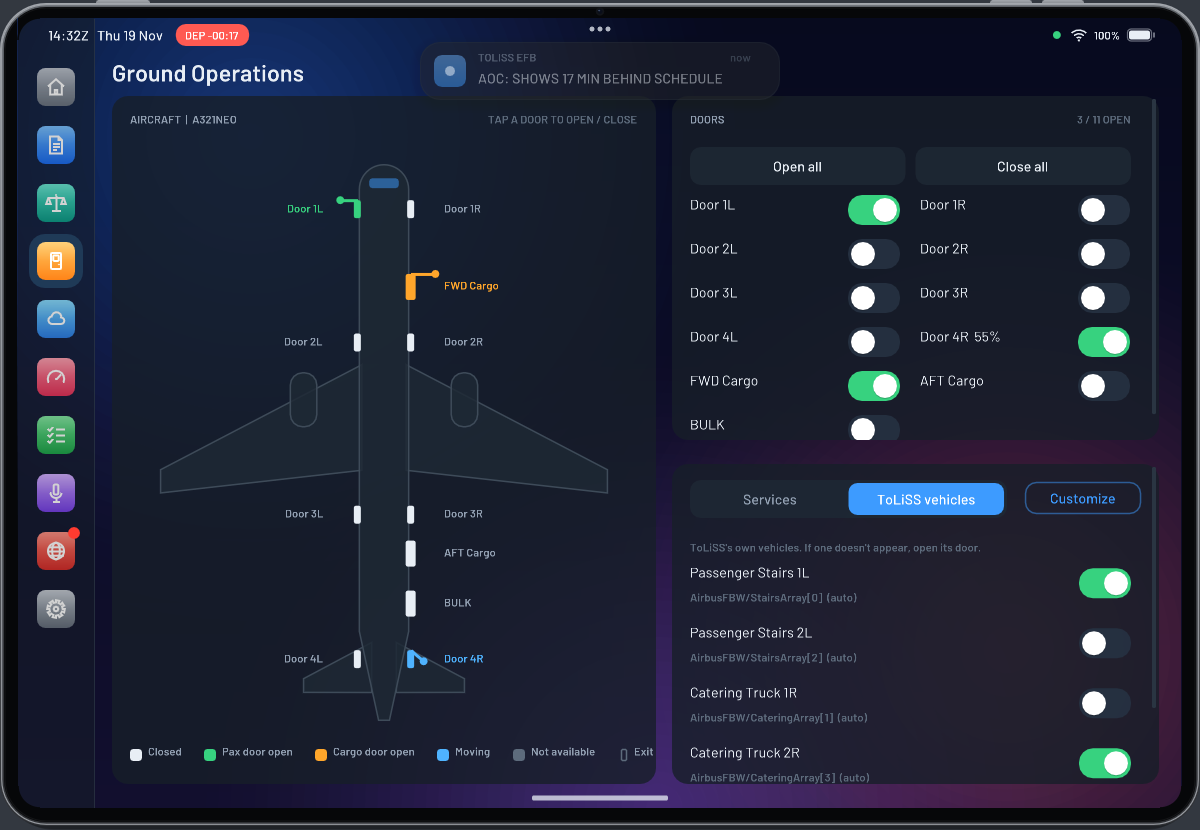 14:32Z Thu 19 Nov DEP -00:17
100%
TOLISS EFB now
AOC: SHOWS 17 MIN BEHIND SCHEDULE
Ground Operations
AIRCRAFT | A321NEO TAP A DOOR TO OPEN / CLOSE
Door 1L Door 1R
FWD Cargo
Door 2L Door 2R
Door 3L Door 3R
AFT Cargo
BULK
Door 4L Door 4R
Closed Pax door open Cargo door open Moving Not available Exit
DOORS 3 / 11 OPEN
Open all Close all
Door 1L Door 1R
Door 2L Door 2R
Door 3L Door 3R
Door 4L Door 4R 55%
FWD Cargo AFT Cargo
BULK
Services ToLiSS vehicles Customize
ToLiSS's own vehicles. If one doesn't appear, open its door.
Passenger Stairs 1L
AirbusFBW/StairsArray[0] (auto)
Passenger Stairs 2L
AirbusFBW/StairsArray[2] (auto)
Catering Truck 1R
AirbusFBW/CateringArray[1] (auto)
Catering Truck 2R
AirbusFBW/CateringArray[3] (auto)